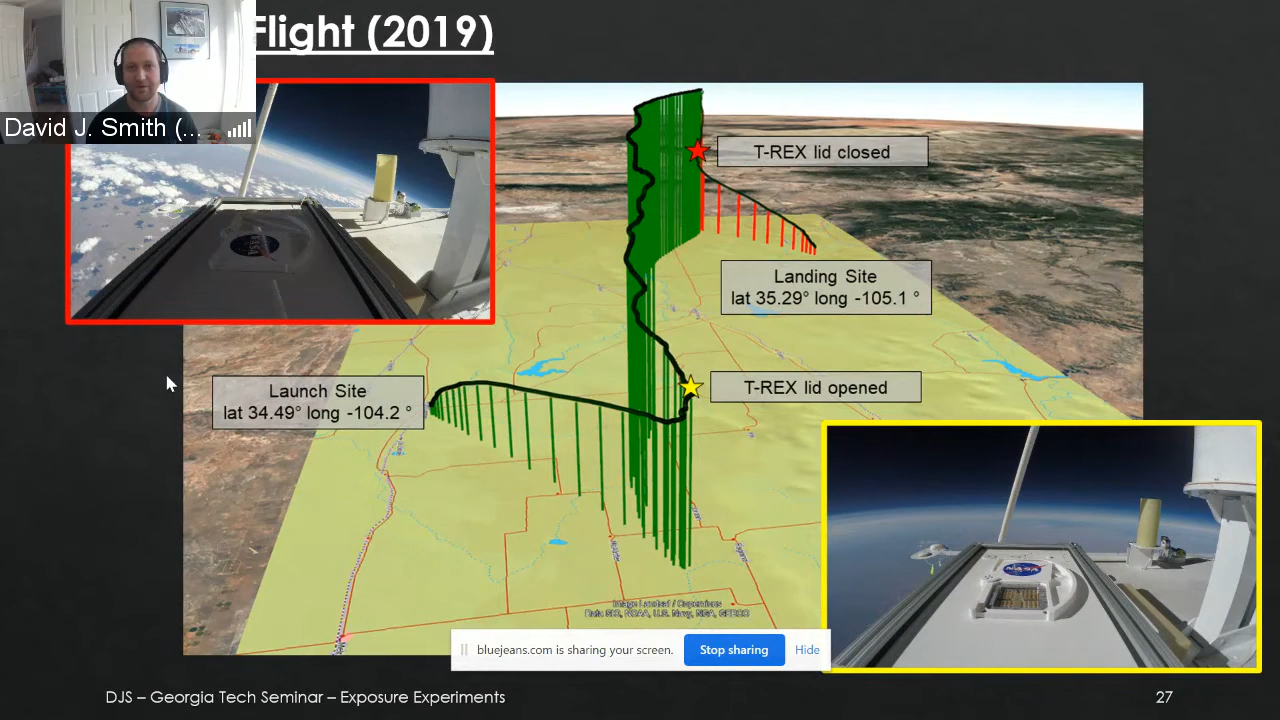 Flight (2019)
David J. Smith (...
T-REX lid closed
Landing Site
lat 35.29° long -105.1 °
T-REX lid opened
Launch Site
lat 34.49° long -104.2 °
NASA
Image Landsat / Copernicus
Data SIO, NOAA, U.S. Navy, NGA, GEBCO
bluejeans.com is sharing your screen.
Stop sharing
Hide
DJS – Georgia Tech Seminar – Exposure Experiments
27